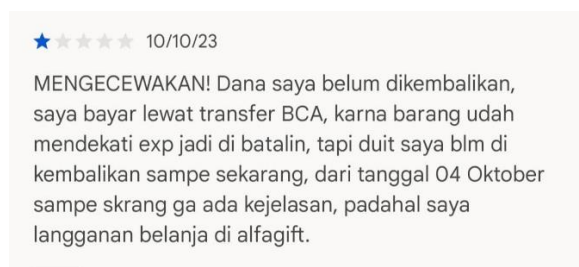 10/10/23
MENGECEWAKAN! Dana saya belum dikembalikan,
saya bayar lewat transfer BCA, karna barang udah
mendekati exp jadi di batalin, tapi duit saya blm di
kembalikan sampe sekarang, dari tanggal 04 Oktober
sampe skrang ga ada kejelasan, padahal saya
langganan belanja di alfagift.